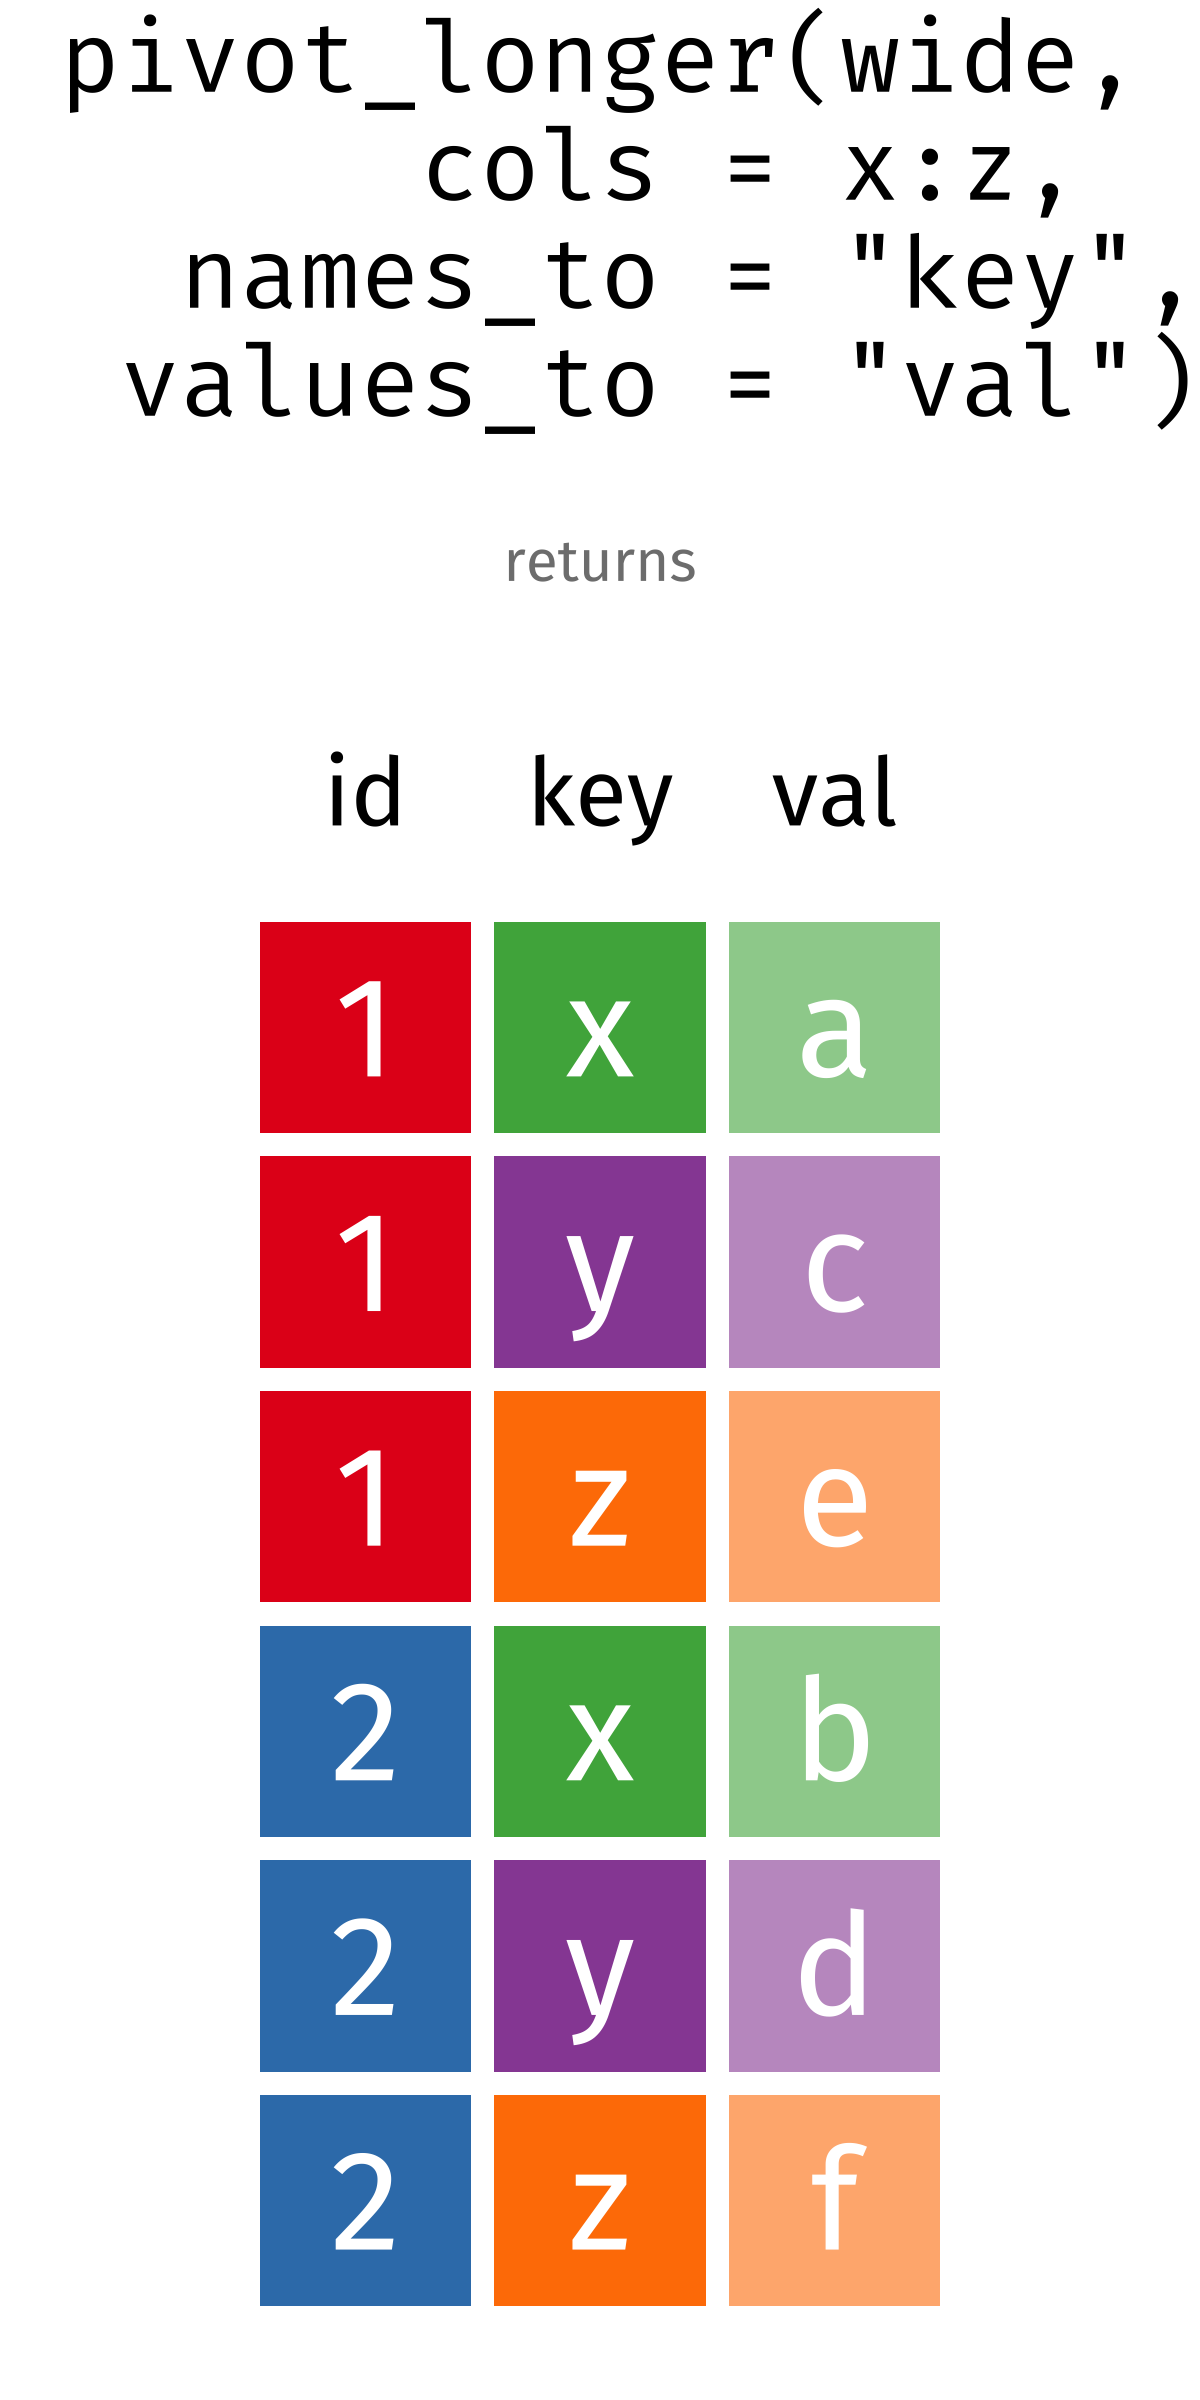 pivot_longer(wide,
cols = x:z,
names_to = "key",
values_to = "val")
returns
id key val
1 x a
1 y c
1 z e
2 x b
2 y d
2 z f